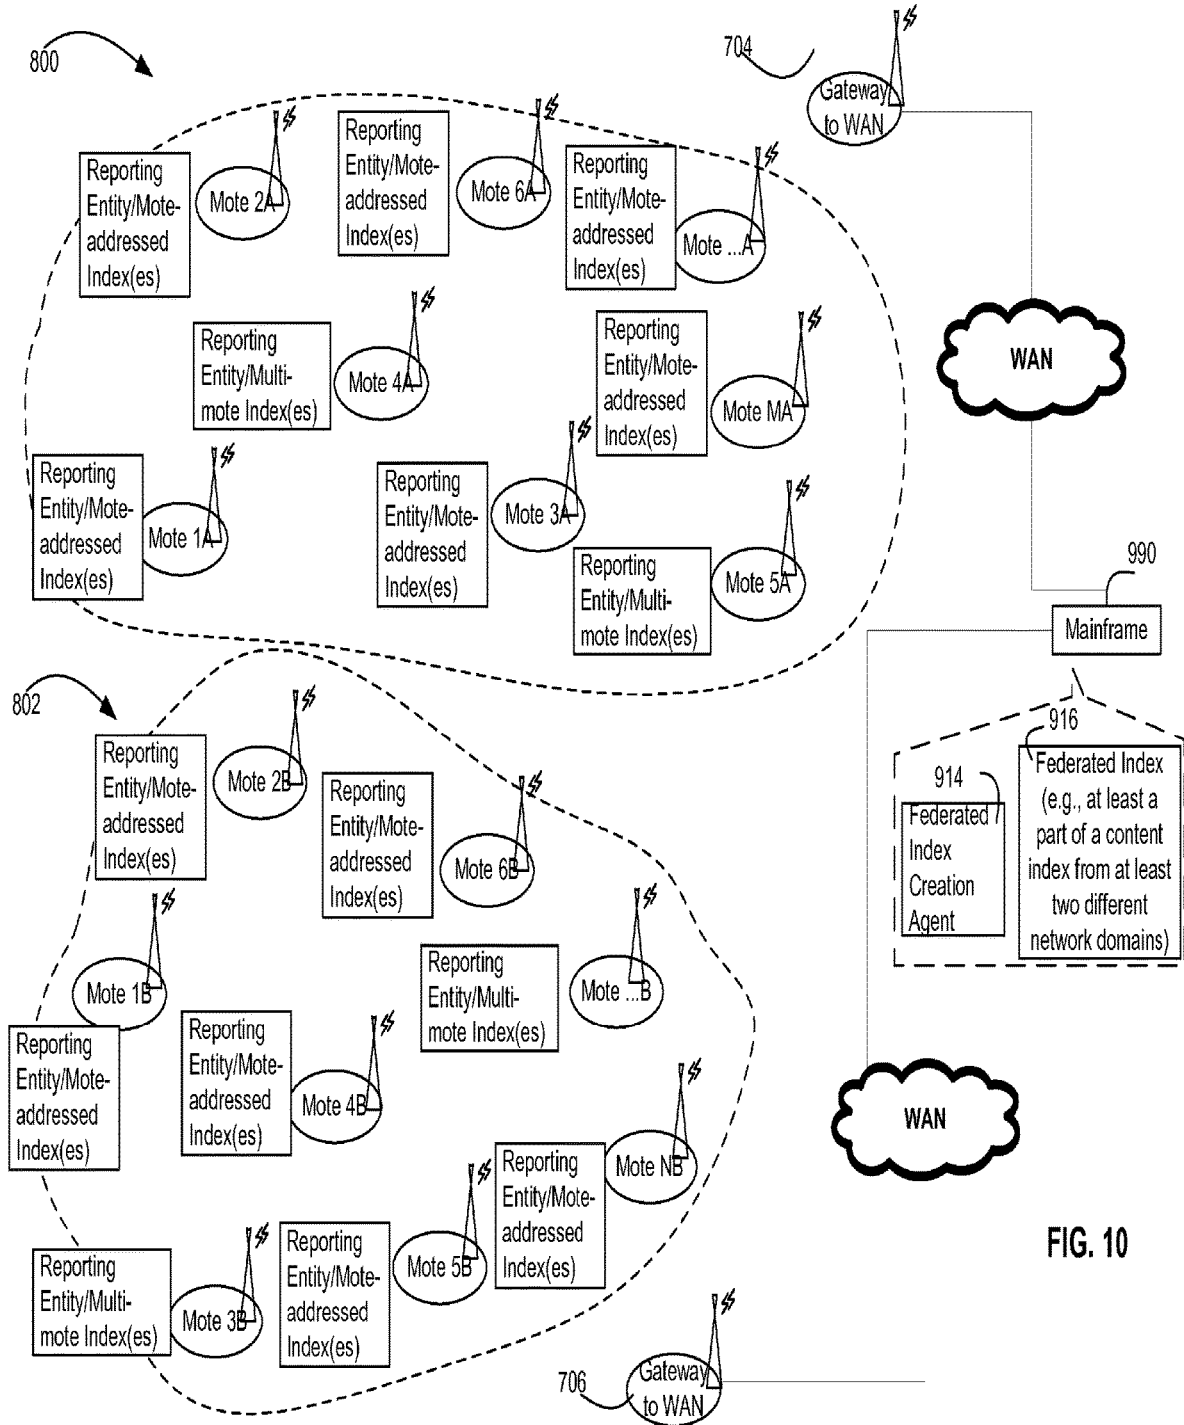 800
704
Gateway
to WAN
Reporting
Entity/Mote-
addressed
Index(es)
Mote 2A
Reporting
Entity/Mote-
addressed
Index(es)
Mote 6A
Reporting
Entity/Mote-
addressed
Index(es)
Mote ...A
Reporting
Entity/Multi-
mote Index(es)
Mote 4A
Reporting
Entity/Mote-
addressed
Index(es)
Mote MA
WAN
Reporting
Entity/Mote-
addressed
Index(es)
Mote 1A
Reporting
Entity/Mote-
addressed
Index(es)
Mote 3A
Reporting
Entity/Multi-
mote Index(es)
Mote 5A
990
Mainframe
802
Reporting
Entity/Mote-
addressed
Index(es)
Mote 2B
Reporting
Entity/Mote-
addressed
Index(es)
Mote 6B
914
Federated
Index
Creation
Agent
916
Federated Index
(e.g., at least a
part of a content
index from at least
two different
network domains)
Mote 1B
Reporting
Entity/Mote-
addressed
Index(es)
Reporting
Entity/Multi-
mote Index(es)
Mote ...B
Reporting
Entity/Mote-
addressed
Index(es)
Mote 4B
WAN
Reporting
Entity/Mote-
addressed
Index(es)
Mote NB
Reporting
Entity/Multi-
mote Index(es)
Mote 3B
Reporting
Entity/Mote-
addressed
Index(es)
Mote 5B
FIG. 10
706
Gateway
to WAN